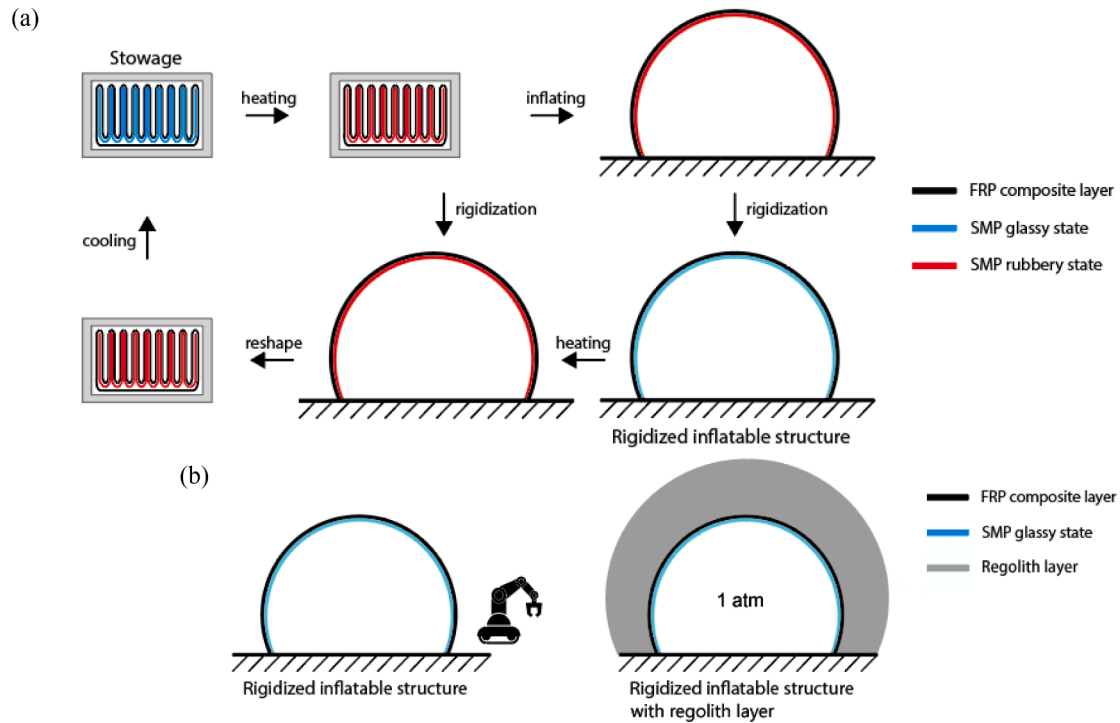 (a)
Stowage
heating
inflating
rigidization
rigidization
FRP composite layer
SMP glassy state
SMP rubbery state
cooling
reshape
heating
Rigidized inflatable structure
(b)
FRP composite layer
SMP glassy state
Regolith layer
1 atm
Rigidized inflatable structure
Rigidized inflatable structure
with regolith layer